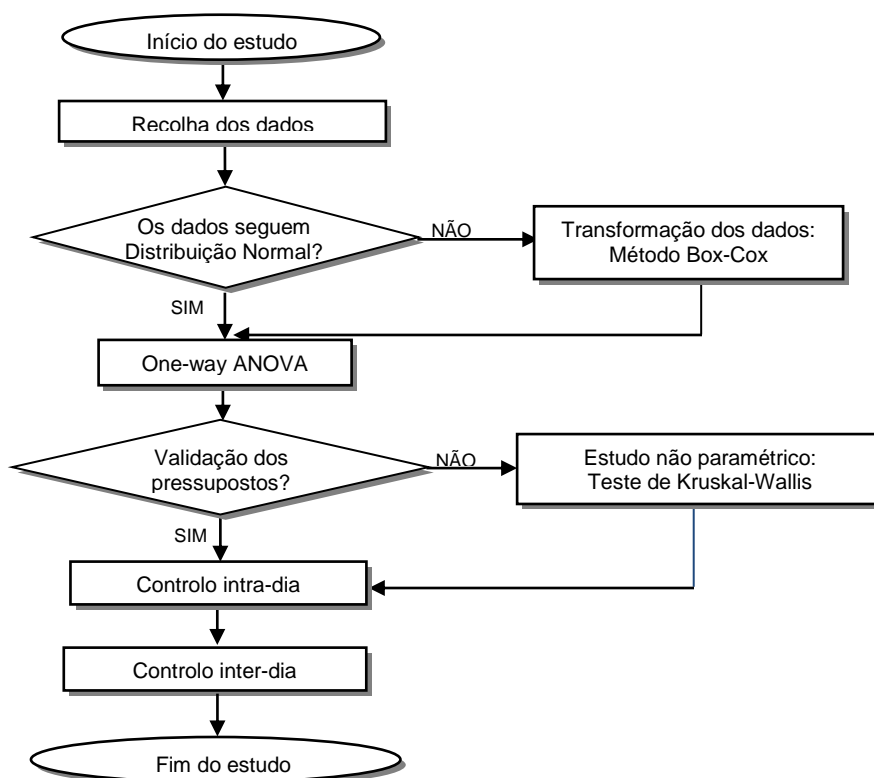 Início do estudo
Recolha dos dados
Os dados seguem
Distribuição Normal?
NÃO
Transformação dos dados:
Método Box-Cox
SIM
One-way ANOVA
Validação dos
pressupostos?
NÃO
Estudo não paramétrico:
Teste de Kruskal-Wallis
SIM
Controlo intra-dia
Controlo inter-dia
Fim do estudo